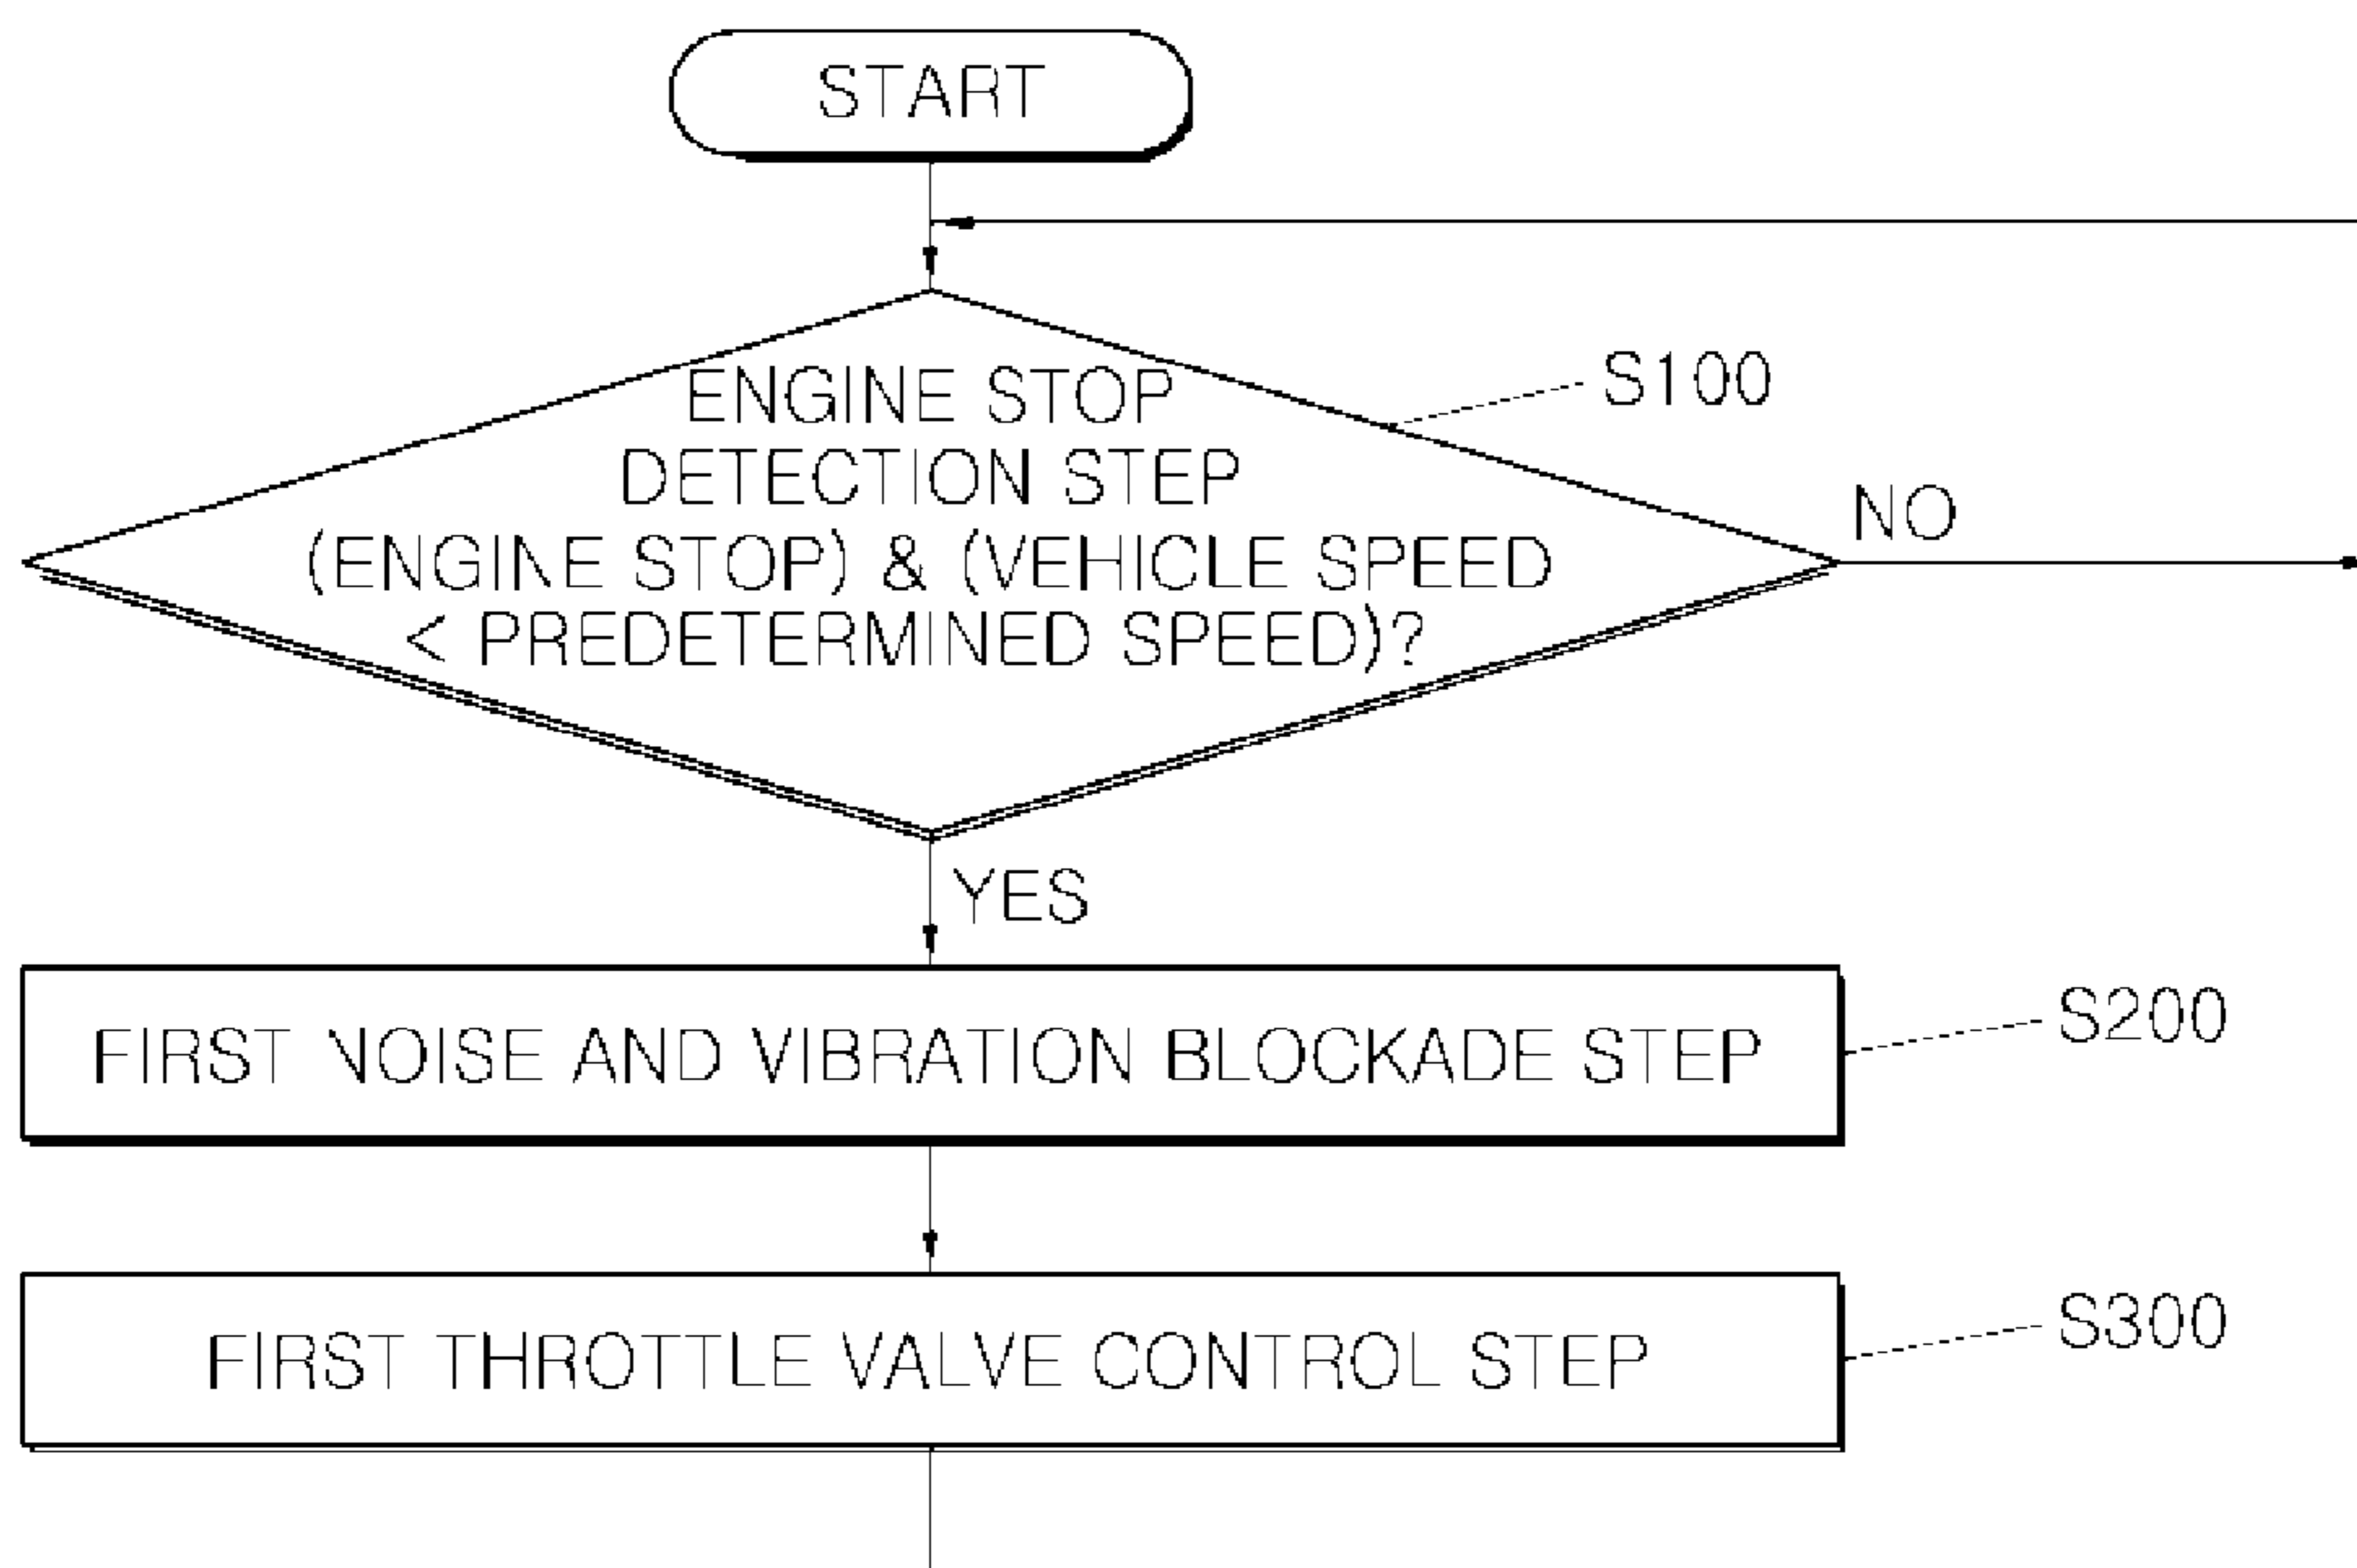 START
ENGINE STOP
S100
DETECTION STEP
NO
(ENGINE STOP) & (VEHICLE SPEED
< PREDETERMINED SPEED)?
YES
FIRST NOISE AND VIBRATION BLOCKADE STEP
S200
FIRST THROTTLE VALVE CONTROL STEP
S300